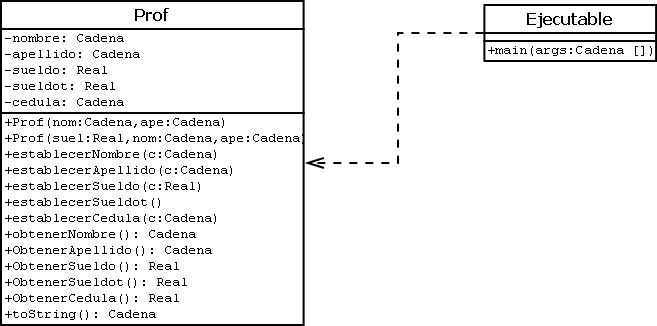 Prof
-nombre: Cadena
-apellido: Cadena
-sueldo: Real
-sueldot: Real
-cedula: Cadena
+Prof(nom:Cadena,ape:Cadena)
+Prof(suel:Real,nom:Cadena,ape:Cadena)
+establecerNombre(c:Cadena)
+establecerApellido(c:Cadena)
+establecerSueldo(c:Real)
+establecerSueldot()
+establecerCedula(c:Cadena)
+obtenerNombre(): Cadena
+ObtenerApellido(): Cadena
+ObtenerSueldo(): Real
+ObtenerSueldot(): Real
+ObtenerCedula(): Real
+toString(): Cadena
Ejecutable
+main(args:Cadena [])